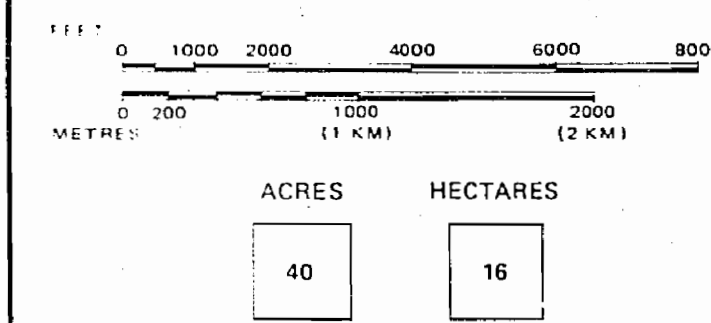 FEET
0 1000 2000 4000 6000 800
0 200 1000 2000
METRES (1 KM) (2 KM)
ACRES HECTARES
40 16